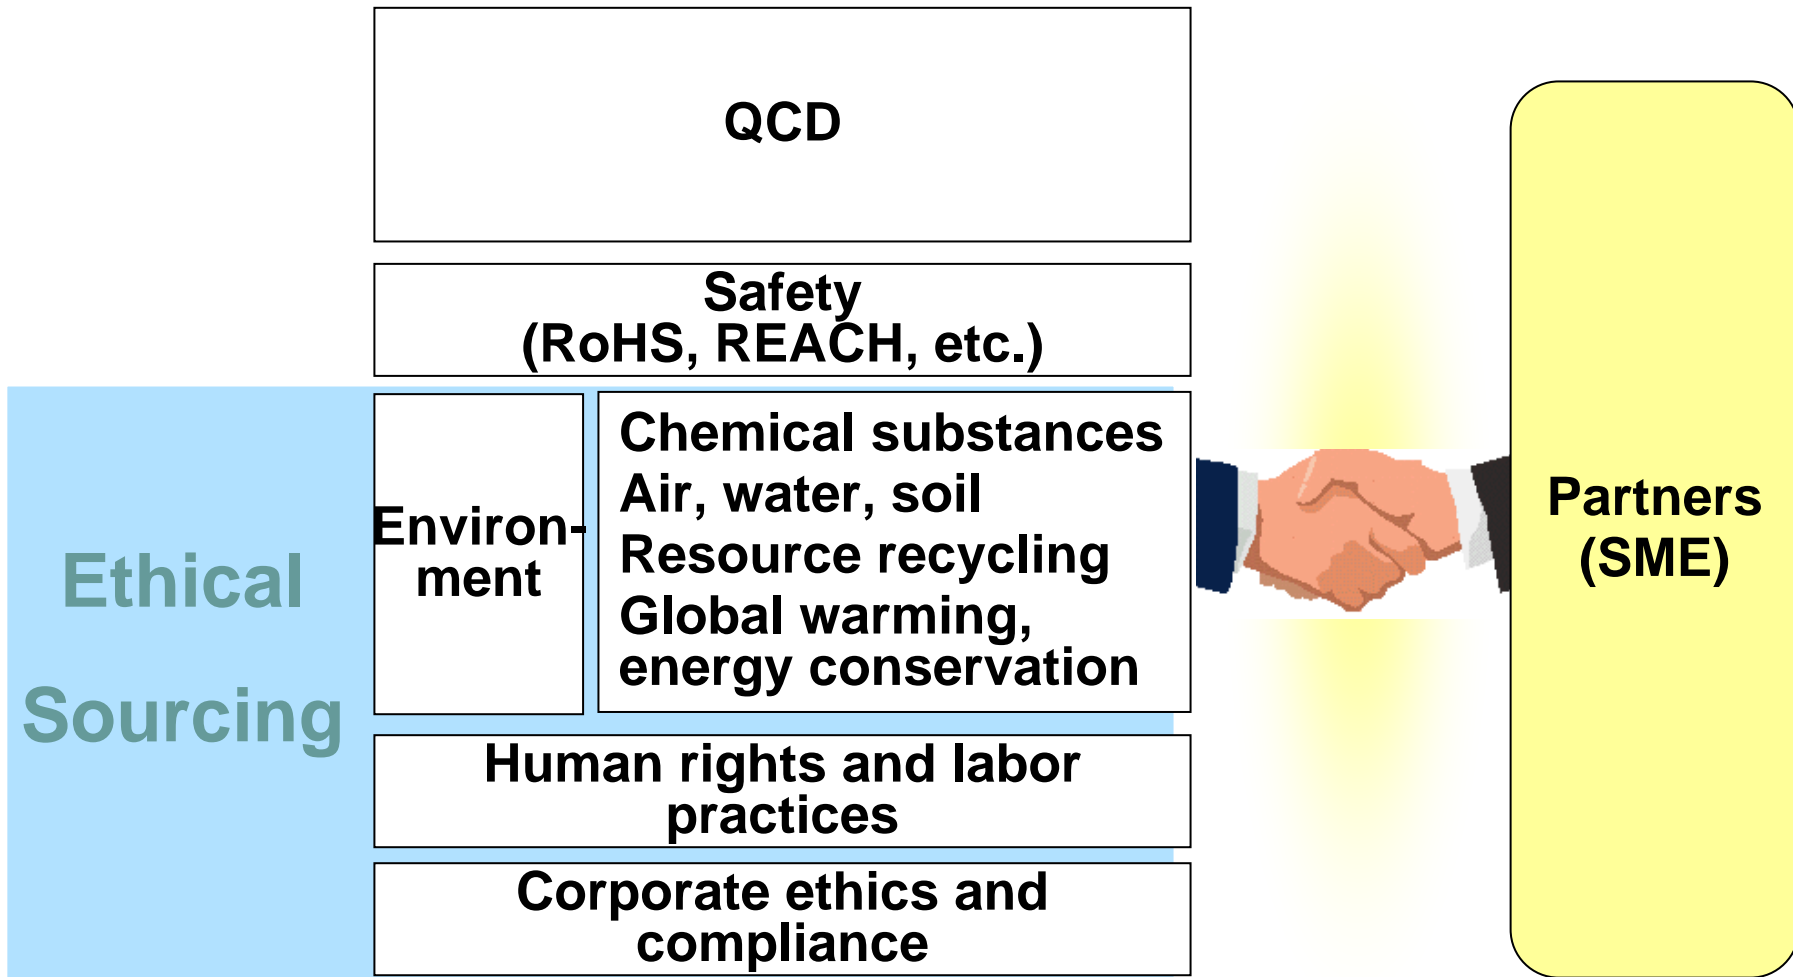 QCD
Safety
(RoHS, REACH, etc.)
Ethical
Sourcing
Environ-
ment
Chemical substances
Air, water, soil
Resource recycling
Global warming,
energy conservation
Human rights and labor
practices
Corporate ethics and
compliance
Partners
(SME)